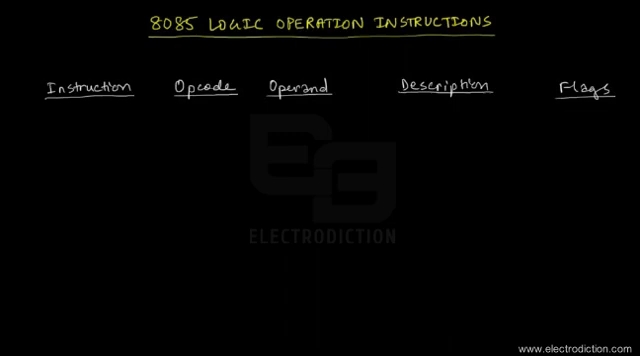 8085 LOGIC OPERATION INSTRUCTIONS
Instruction Opcode Operand Description Flags
ELECTRODICTION
www.electrodiction.com